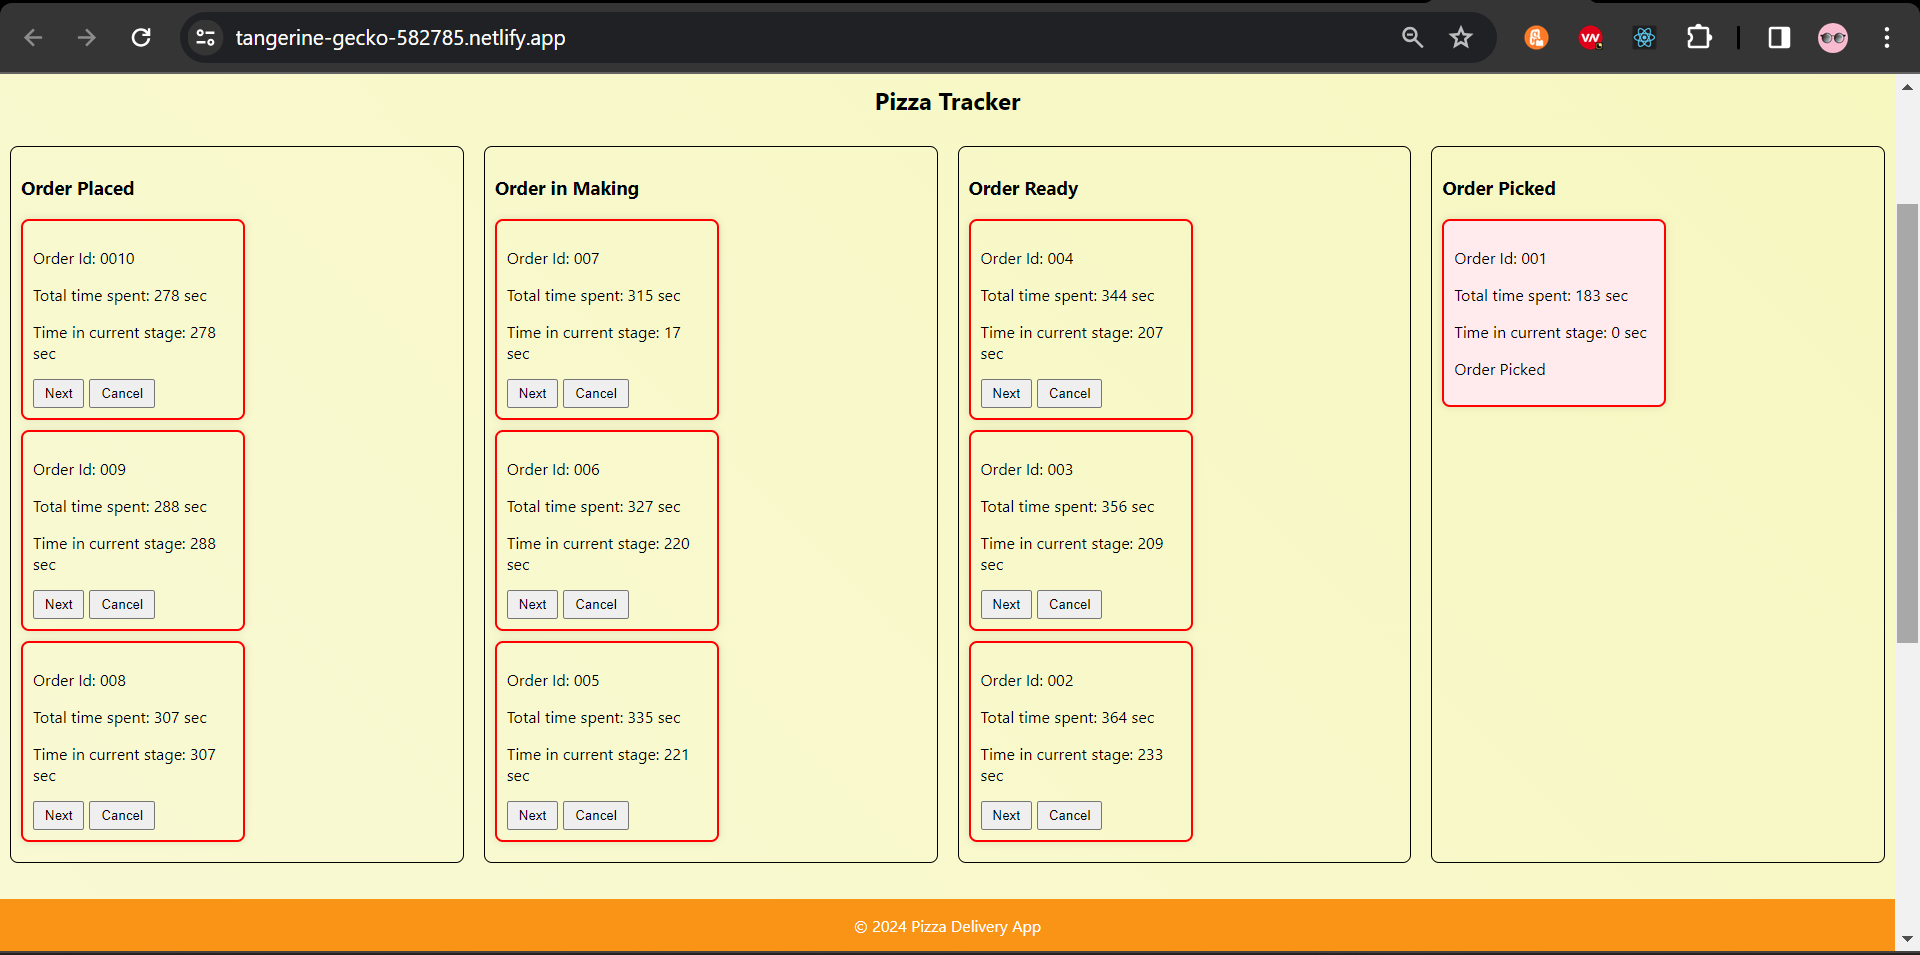 tangerine-gecko-582785.netlify.app
VN
Pizza Tracker
Order Placed
Order Id: 0010
Total time spent: 278 sec
Time in current stage: 278
sec
Next Cancel
Order Id: 009
Total time spent: 288 sec
Time in current stage: 288
sec
Next Cancel
Order Id: 008
Total time spent: 307 sec
Time in current stage: 307
sec
Next Cancel
Order in Making
Order Id: 007
Total time spent: 315 sec
Time in current stage: 17
sec
Next Cancel
Order Id: 006
Total time spent: 327 sec
Time in current stage: 220
sec
Next Cancel
Order Id: 005
Total time spent: 335 sec
Time in current stage: 221
sec
Next Cancel
Order Ready
Order Id: 004
Total time spent: 344 sec
Time in current stage: 207
sec
Next Cancel
Order Id: 003
Total time spent: 356 sec
Time in current stage: 209
sec
Next Cancel
Order Id: 002
Total time spent: 364 sec
Time in current stage: 233
sec
Next Cancel
Order Picked
Order Id: 001
Total time spent: 183 sec
Time in current stage: 0 sec
Order Picked
© 2024 Pizza Delivery App